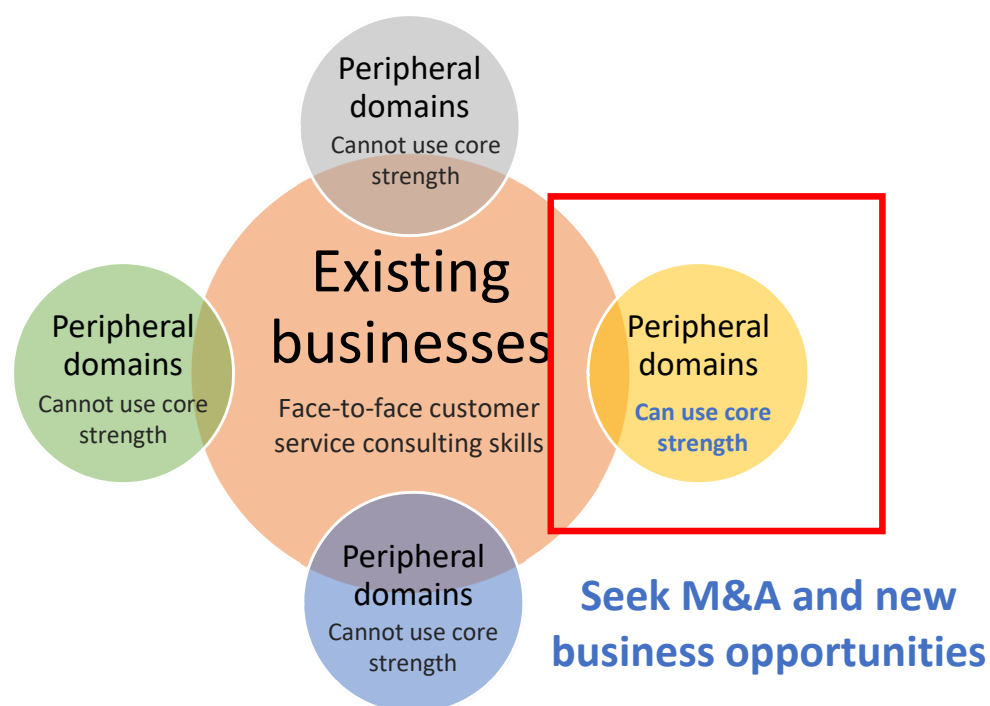 Peripheral
domains
Cannot use core
strength
Existing
businesses
Face-to-face customer
service consulting skills
Peripheral
domains
Cannot use core
strength
Peripheral
domains
Can use core
strength
Peripheral
domains
Cannot use core
strength
Seek M&A and new
business opportunities